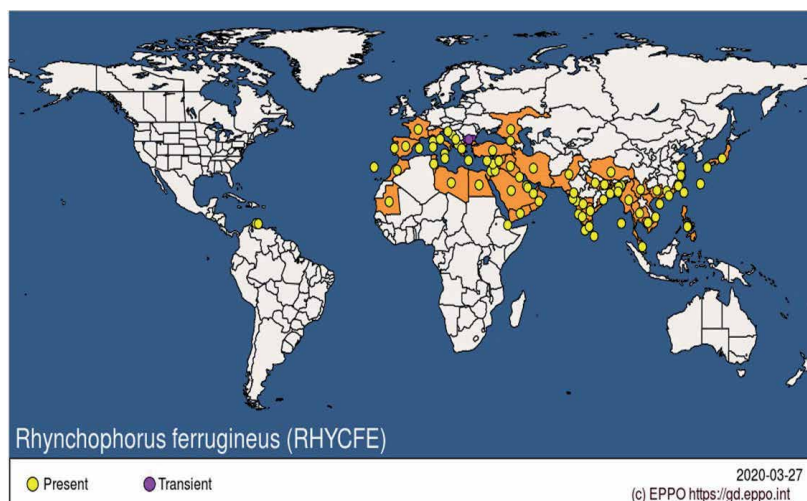 Rhynchophorus ferrugineus (RHYCFE)
Present
Transient
2020-03-27
(c) EPPO https://gd.eppo.int